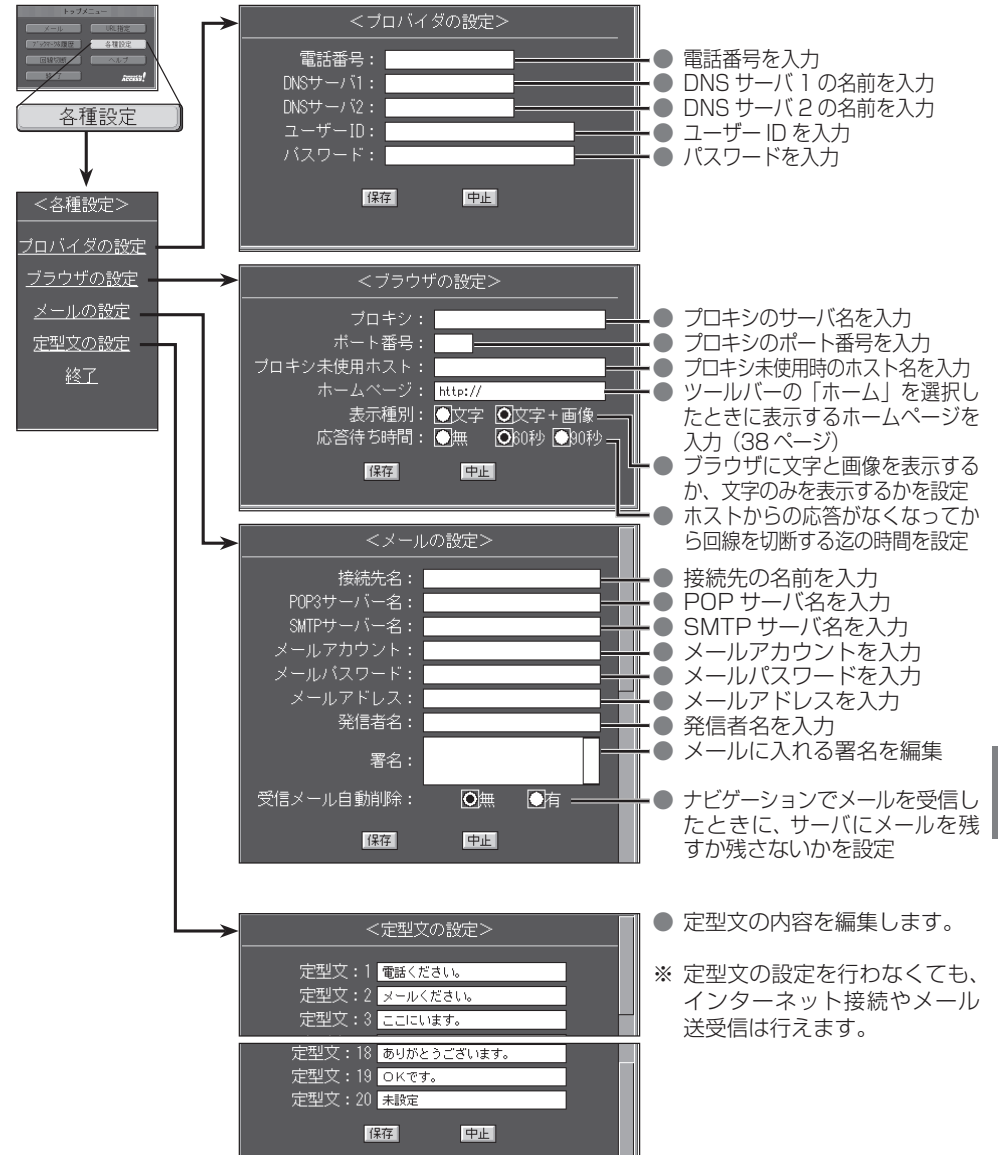 トップメニュー
メール
URL指定
ブックマーク&履歴
各種設定
回線切断
ヘルプ
終了
各種設定
＜各種設定＞
プロバイダの設定
ブラウザの設定
メールの設定
定型文の設定
終了
＜プロバイダの設定＞
電話番号：
● 電話番号を入力
DNSサーバ1：
● DNS サーバ 1 の名前を入力
DNSサーバ2：
● DNS サーバ 2 の名前を入力
ユーザーID：
● ユーザー ID を入力
パスワード：
● パスワードを入力
保存
中止
＜ブラウザの設定＞
プロキシ：
● プロキシのサーバ名を入力
ポート番号：
● プロキシのポート番号を入力
プロキシ未使用ホスト：
● プロキシ未使用時のホスト名を入力
ホームページ： http://
● ツールバーの「ホーム」を選択し
たときに表示するホームページを
入力（38 ページ）
表示種別： 文字 文字＋画像
● ブラウザに文字と画像を表示する
か、文字のみを表示するかを設定
応答待ち時間： 無 60秒 90秒
● ホストからの応答がなくなってか
ら回線を切断する迄の時間を設定
保存
中止
＜メールの設定＞
接続先名：
● 接続先の名前を入力
POP3サーバー名：
● POP サーバ名を入力
SMTPサーバー名：
● SMTP サーバ名を入力
メールアカウント：
● メールアカウントを入力
メールパスワード：
● メールパスワードを入力
メールアドレス：
● メールアドレスを入力
発信者名：
● 発信者名を入力
署名：
● メールに入れる署名を編集
受信メール自動削除： 無 有
● ナビゲーションでメールを受信し
たときに、サーバにメールを残
すか残さないかを設定
保存
中止
＜定型文の設定＞
● 定型文の内容を編集します。
定型文：1 電話ください。
定型文：2 メールください。
定型文：3 ここにいます。
※ 定型文の設定を行わなくても、
インターネット接続やメール
送受信は行えます。
定型文：18 ありがとうございます。
定型文：19 OKです。
定型文：20 未設定
保存
中止